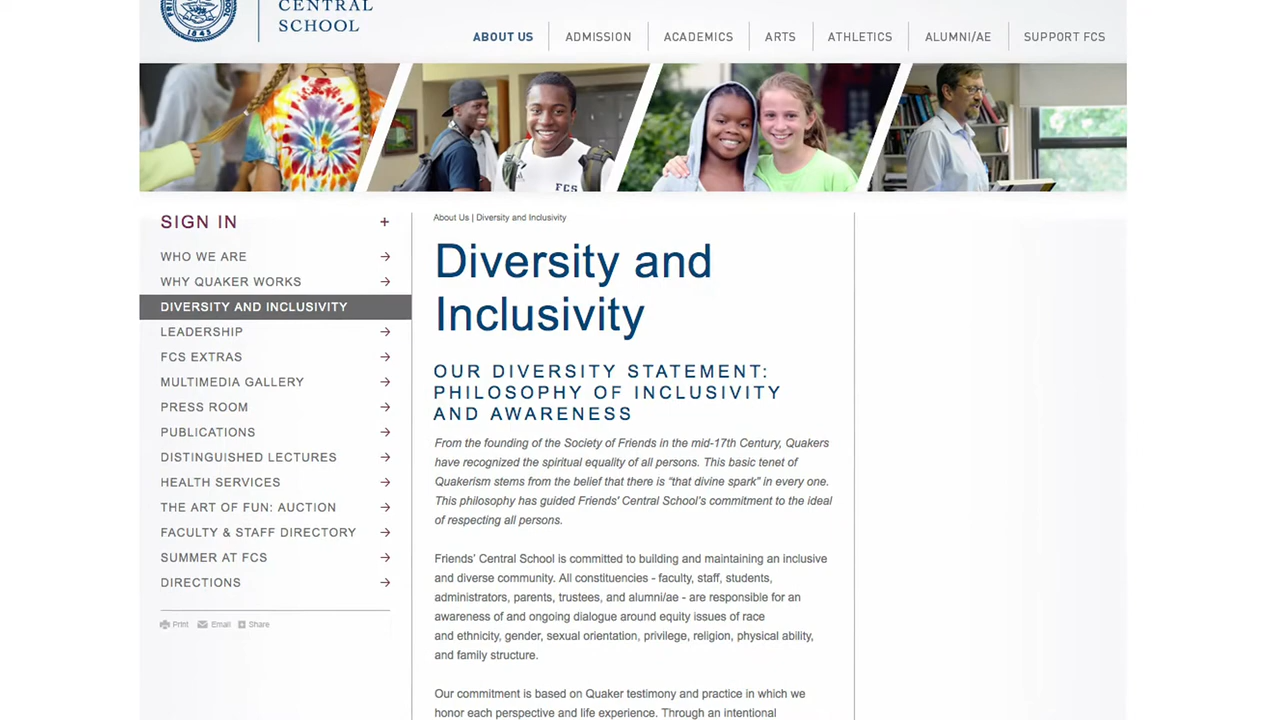 CENTRAL
SCHOOL
1845
ABOUT US
ADMISSION
ACADEMICS
ARTS
ATHLETICS
ALUMNI/AE
SUPPORT FCS
FCS
SIGN IN +
WHO WE ARE
WHY QUAKER WORKS
DIVERSITY AND INCLUSIVITY
LEADERSHIP
FCS EXTRAS
MULTIMEDIA GALLERY
PRESS ROOM
PUBLICATIONS
DISTINGUISHED LECTURES
HEALTH SERVICES
THE ART OF FUN: AUCTION
FACULTY & STAFF DIRECTORY
SUMMER AT FCS
DIRECTIONS
Print Email Share
About Us | Diversity and Inclusivity
Diversity and
Inclusivity
OUR DIVERSITY STATEMENT:
PHILOSOPHY OF INCLUSIVITY
AND AWARENESS
From the founding of the Society of Friends in the mid-17th Century, Quakers
have recognized the spiritual equality of all persons. This basic tenet of
Quakerism stems from the belief that there is “that divine spark” in every one.
This philosophy has guided Friends' Central School's commitment to the ideal
of respecting all persons.
Friends’ Central School is committed to building and maintaining an inclusive
and diverse community. All constituencies - faculty, staff, students,
administrators, parents, trustees, and alumni/ae - are responsible for an
awareness of and ongoing dialogue around equity issues of race
and ethnicity, gender, sexual orientation, privilege, religion, physical ability,
and family structure.
Our commitment is based on Quaker testimony and practice in which we
honor each perspective and life experience. Through an intentional